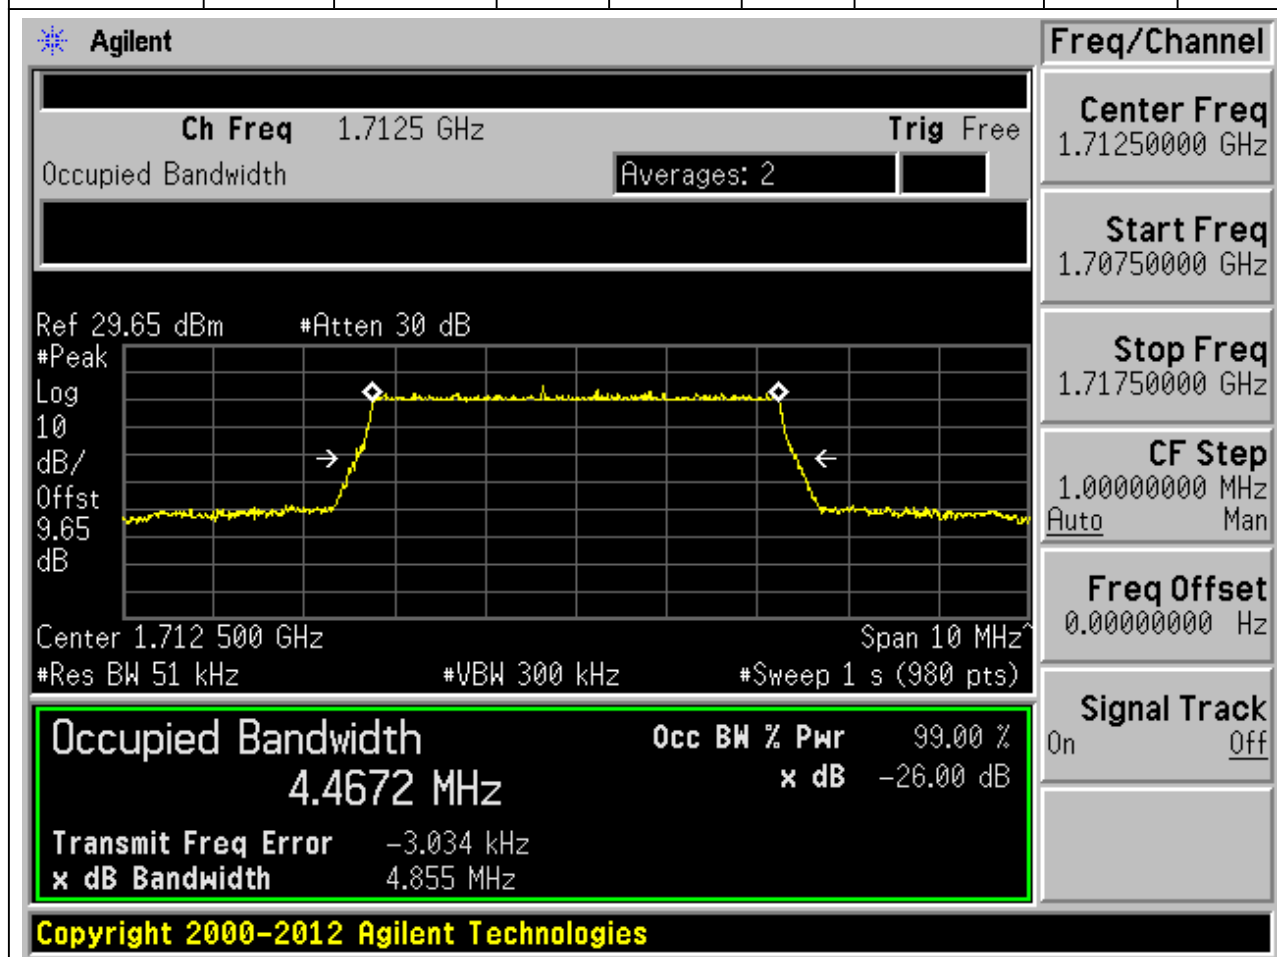 Agilent
Freq/Channel
Ch Freq 1.7125 GHz Trig Free
Occupied Bandwidth Averages: 2
Center Freq
1.71250000 GHz
Start Freq
1.70750000 GHz
Stop Freq
1.71750000 GHz
CF Step
1.00000000 MHz
Auto Man
Freq Offset
0.00000000 Hz
Signal Track
On Off
Ref 29.65 dBm #Atten 30 dB
#Peak
Log
10
dB/
Offst
9.65
dB
Center 1.712 500 GHz Span 10 MHz^
#Res BW 51 kHz #VBW 300 kHz #Sweep 1 s (980 pts)
Occupied Bandwidth Occ BW % Pwr 99.00 %
4.4672 MHz x dB -26.00 dB
Transmit Freq Error -3.034 kHz
x dB Bandwidth 4.855 MHz
Copyright 2000-2012 Agilent Technologies